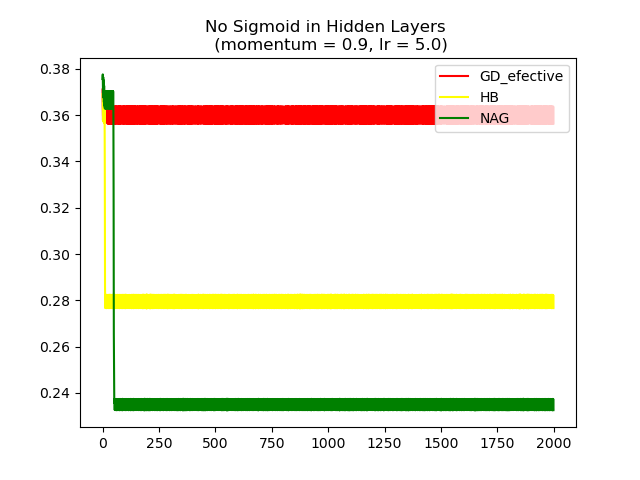 No Sigmoid in Hidden Layers
(momentum = 0.9, lr = 5.0)
GD_efective
HB
NAG
0.38
0.36
0.34
0.32
0.30
0.28
0.26
0.24
0 250 500 750 1000 1250 1500 1750 2000